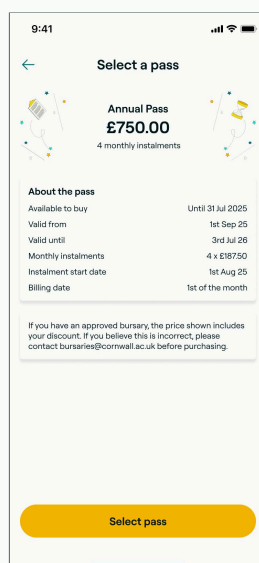 9:41
Select a pass
Annual Pass
£750.00
4 monthly instalments
About the pass
Available to buy Until 31 Jul 2025
Valid from 1st Sep 25
Valid until 3rd Jul 26
Monthly instalments 4 x £187.50
Instalment start date 1st Aug 25
Billing date 1st of the month
If you have an approved bursary, the price shown includes
your discount. If you believe this is incorrect, please
contact bursaries@cornwall.ac.uk before purchasing.
Select pass